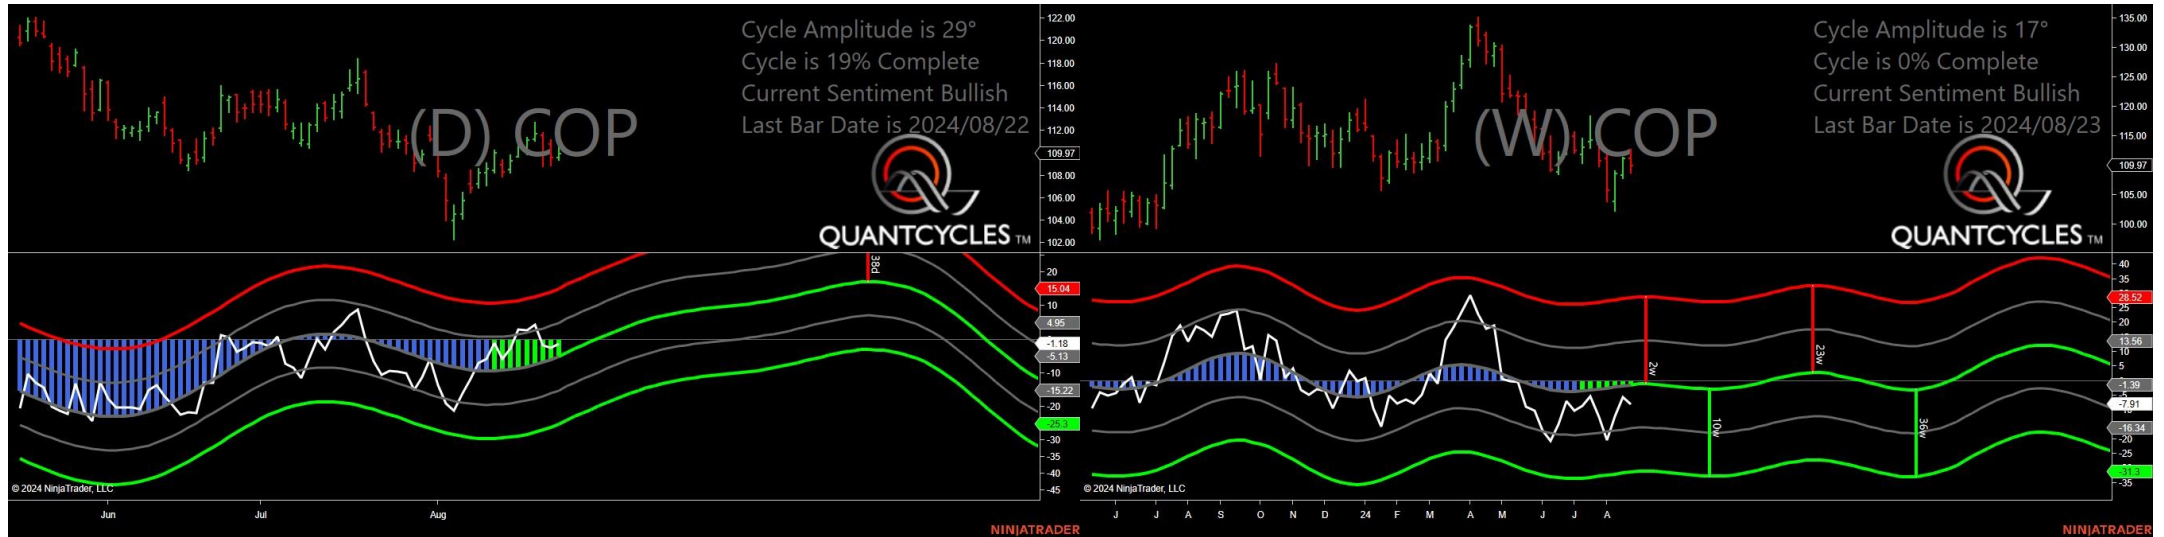 Cycle Amplitude is 29°
Cycle is 19% Complete
Current Sentiment Bullish
Last Bar Date is 2024/08/22
(D) COP
QUANTCYCLES TM
122.00
120.00
118.00
116.00
114.00
112.00
109.97
108.00
106.00
104.00
102.00
38d
20
15.04
10
4.95
-1.18
-5.13
-10
-15.22
-20
-25.3
-30
-35
-40
-45
© 2024 NinjaTrader, LLC
Jun Jul Aug
NINJATRADER
Cycle Amplitude is 17°
Cycle is 0% Complete
Current Sentiment Bullish
Last Bar Date is 2024/08/23
(W) COP
QUANTCYCLES TM
135.00
130.00
125.00
120.00
115.00
109.97
105.00
100.00
2w
10w
23w
36w
40
35
28.52
25
20
13.56
10
5
-1.39
-7.91
-16.34
-20
-25
-31.3
-35
© 2024 NinjaTrader, LLC
J J A S O N D 24 F M A M J J A
NINJATRADER